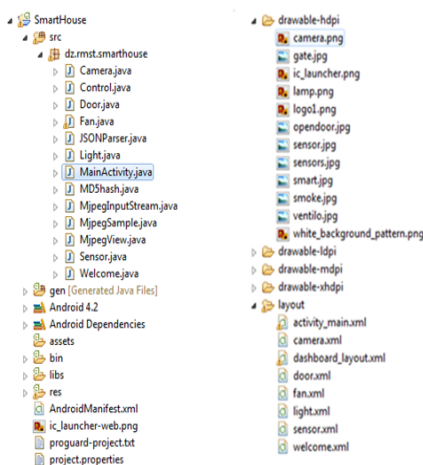 SmartHouse
src
dz.rmst.smarthouse
Camera.java
Control.java
Door.java
Fan.java
JSONParser.java
Light.java
MainActivity.java
MD5hash.java
MjpegInputStream.java
MjpegSample.java
MjpegView.java
Sensor.java
Welcome.java
gen [Generated Java Files]
Android 4.2
Android Dependencies
assets
bin
libs
res
AndroidManifest.xml
ic_launcher-web.png
proguard-project.txt
project.properties
drawable-hdpi
camera.png
gate.jpg
ic_launcher.png
lamp.png
logo1.png
opendoor.jpg
sensor.jpg
sensors.jpg
smart.jpg
smoke.jpg
ventilo.jpg
white_background_pattern.png
drawable-ldpi
drawable-mdpi
drawable-xhdpi
layout
activity_main.xml
camera.xml
dashboard_layout.xml
door.xml
fan.xml
light.xml
sensor.xml
welcome.xml